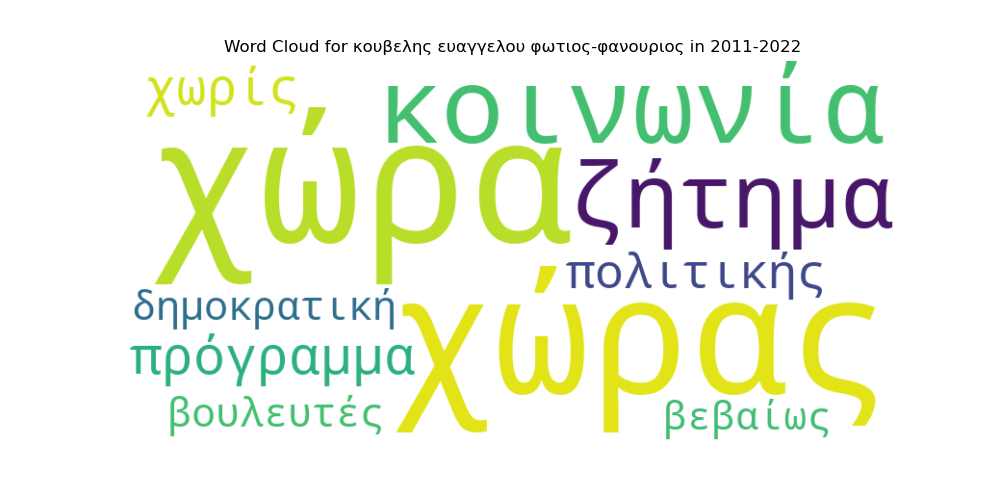 Word Cloud for κουβελης ευαγγελου φωτιος-φανουριος in 2011-2022
χωρίς
κοινωνία
χώρα
ζήτημα
πολιτικής
δημοκρατική
χώρας
πρόγραμμα
βουλευτές
βεβαίως